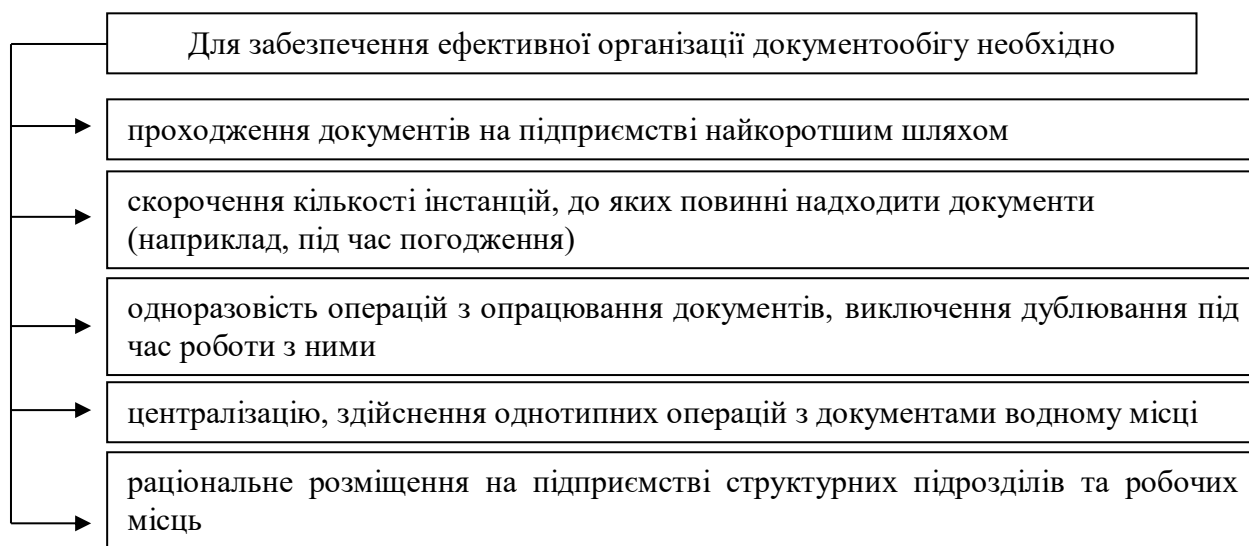 Для забезпечення ефективної організації документообігу необхідно
проходження документів на підприємстві найкоротшим шляхом
скорочення кількості інстанцій, до яких повинні надходити документи
(наприклад, під час погодження)
одноразовість операцій з опрацювання документів, виключення дублювання під
час роботи з ними
централізацію, здійснення однотипних операцій з документами водному місці
раціональне розміщення на підприємстві структурних підрозділів та робочих
місць